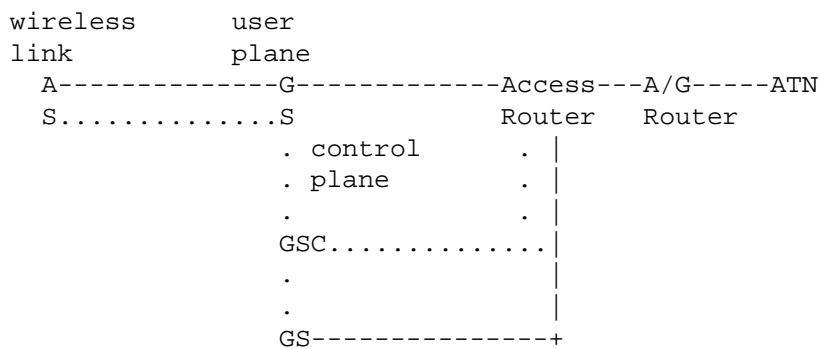 wireless        user
link            plane
  A--------------G-------------Access---A/G-----ATN
  S..............S             Router   Router
                 . control      . |
                 . plane        . |
                 .              . |
                 GSC..............|
                 .                |
                 .                |
                 GS---------------+